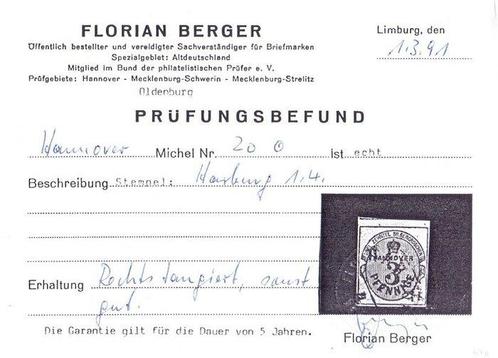 FLORIAN BERGER
Öffentlich bestellter und vereidigter Sachverständiger für Briefmarken
Spezialgebiet: Altdeutschland
Mitglied im Bund der philatelistischen Prüfer e. V.
Prüfgebiete: Hannover - Mecklenburg-Schwerin - Mecklenburg-Strelitz
Oldenburg
Limburg, den
1.3.91
PRÜFUNGSBEFUND
Hannover Michel Nr. 20 O ist echt
Beschreibung Stempel: Harburg 1.4.
HANNOVER
3
PFENNIGE
Erhaltung Rechts tangiert, sonst
gut.
Die Garantie gilt für die Dauer von 5 Jahren.
Florian Berger